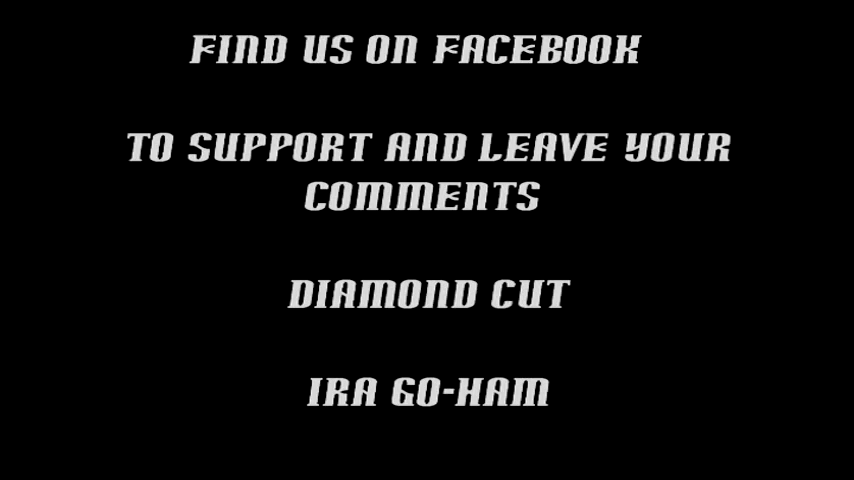 FIND US ON FACEBOOK
TO SUPPORT AND LEAVE YOUR
COMMENTS
DIAMOND CUT
IRA GO-HAM